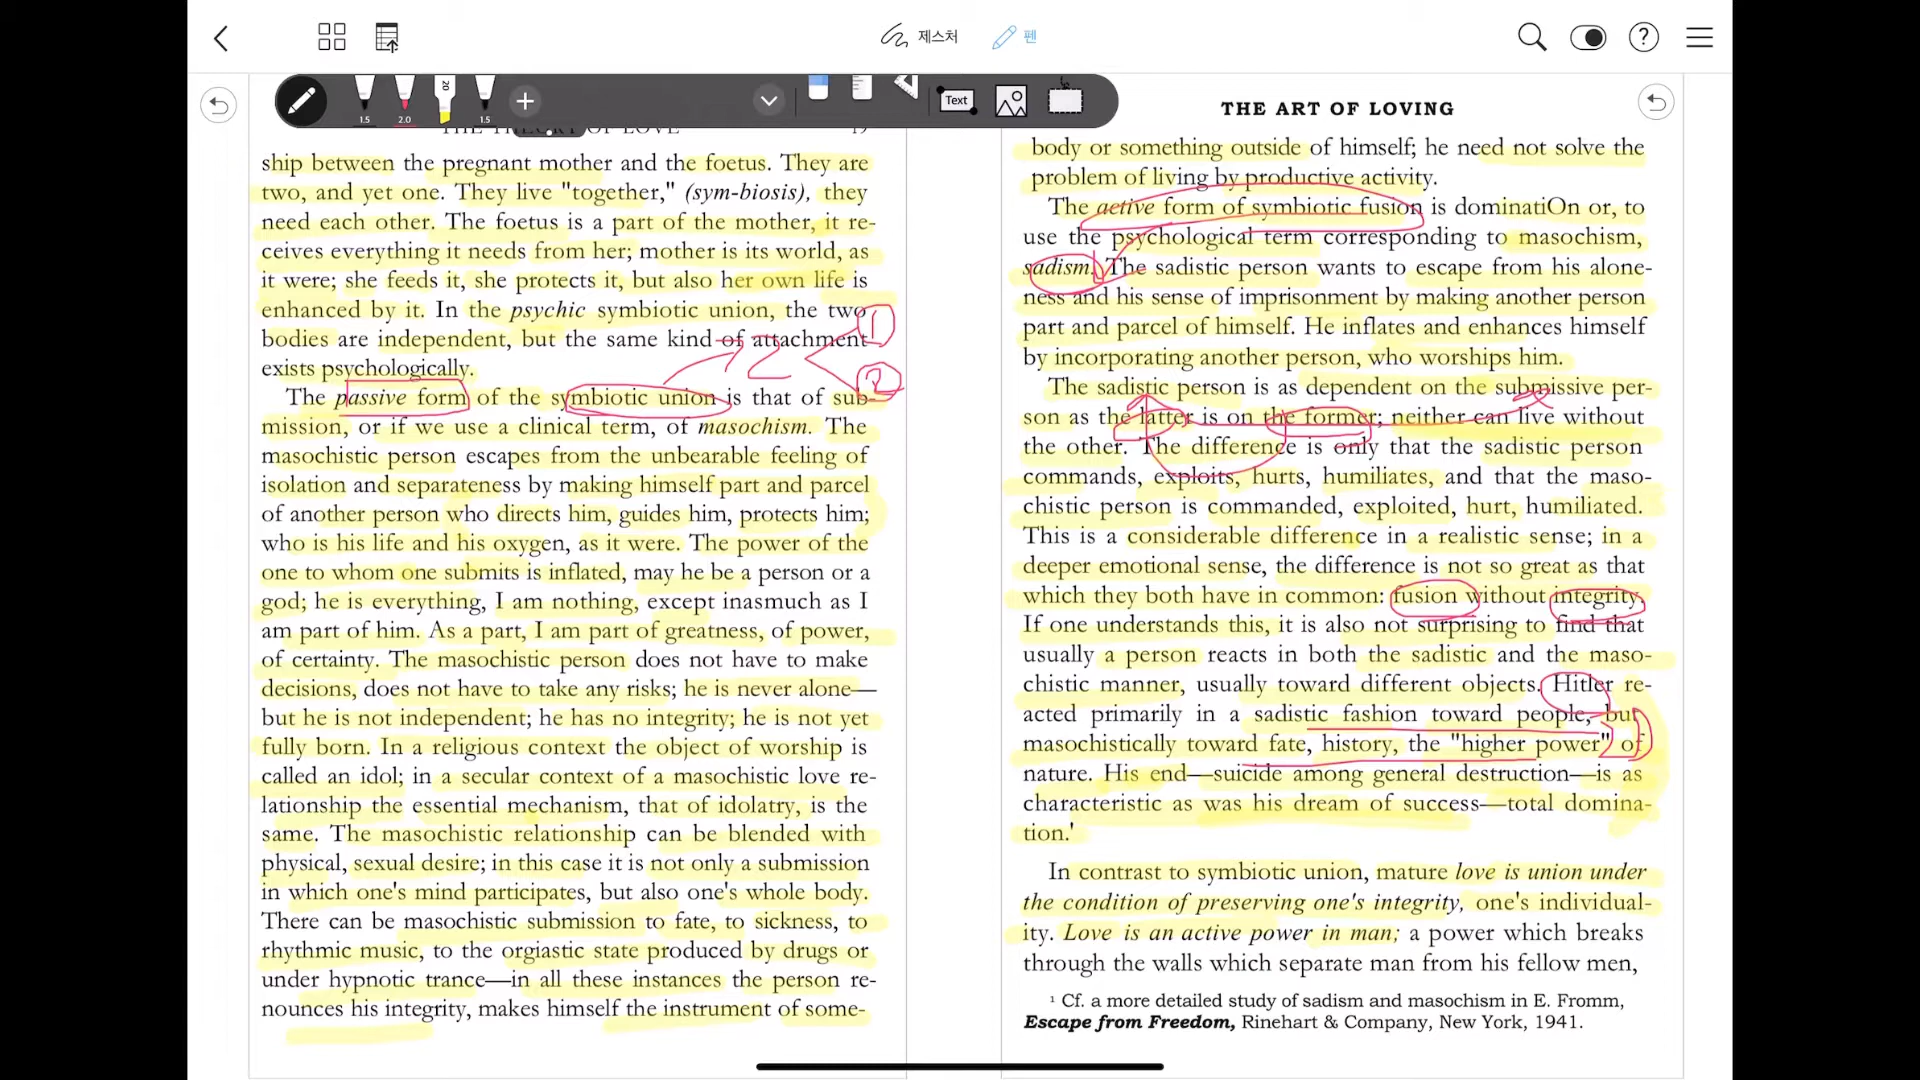 제스처
펜
1.5
2.0
20
1.5
Text
19
ship between the pregnant mother and the foetus. They are
two, and yet one. They live "together," (sym-biosis), they
need each other. The foetus is a part of the mother, it re-
ceives everything it needs from her; mother is its world, as
it were; she feeds it, she protects it, but also her own life is
enhanced by it. In the psychic symbiotic union, the two
bodies are independent, but the same kind of attachment
exists psychologically.
The passive form of the symbiotic union is that of sub-
mission, or if we use a clinical term, of masochism. The
masochistic person escapes from the unbearable feeling of
isolation and separateness by making himself part and parcel
of another person who directs him, guides him, protects him;
who is his life and his oxygen, as it were. The power of the
one to whom one submits is inflated, may he be a person or a
god; he is everything, I am nothing, except inasmuch as I
am part of him. As a part, I am part of greatness, of power,
of certainty. The masochistic person does not have to make
decisions, does not have to take any risks; he is never alone—
but he is not independent; he has no integrity; he is not yet
fully born. In a religious context the object of worship is
called an idol; in a secular context of a masochistic love re-
lationship the essential mechanism, that of idolatry, is the
same. The masochistic relationship can be blended with
physical, sexual desire; in this case it is not only a submission
in which one's mind participates, but also one's whole body.
There can be masochistic submission to fate, to sickness, to
rhythmic music, to the orgiastic state produced by drugs or
under hypnotic trance—in all these instances the person re-
nounces his integrity, makes himself the instrument of some-
2
1
2
THE ART OF LOVING
body or something outside of himself; he need not solve the
problem of living by productive activity.
The active form of symbiotic fusion is dominatiOn or, to
use the psychological term corresponding to masochism,
sadism. The sadistic person wants to escape from his alone-
ness and his sense of imprisonment by making another person
part and parcel of himself. He inflates and enhances himself
by incorporating another person, who worships him.
The sadistic person is as dependent on the submissive per-
son as the latter is on the former; neither can live without
the other. The difference is only that the sadistic person
commands, exploits, hurts, humiliates, and that the maso-
chistic person is commanded, exploited, hurt, humiliated.
This is a considerable difference in a realistic sense; in a
deeper emotional sense, the difference is not so great as that
which they both have in common: fusion without integrity.
If one understands this, it is also not surprising to find that
usually a person reacts in both the sadistic and the maso-
chistic manner, usually toward different objects. Hitler re-
acted primarily in a sadistic fashion toward people, but
masochistically toward fate, history, the "higher power" of
nature. His end—suicide among general destruction—is as
characteristic as was his dream of success—total domina-
tion.'
In contrast to symbiotic union, mature love is union under
the condition of preserving one's integrity, one's individual-
ity. Love is an active power in man; a power which breaks
through the walls which separate man from his fellow men,
¹ Cf. a more detailed study of sadism and masochism in E. Fromm,
Escape from Freedom, Rinehart & Company, New York, 1941.